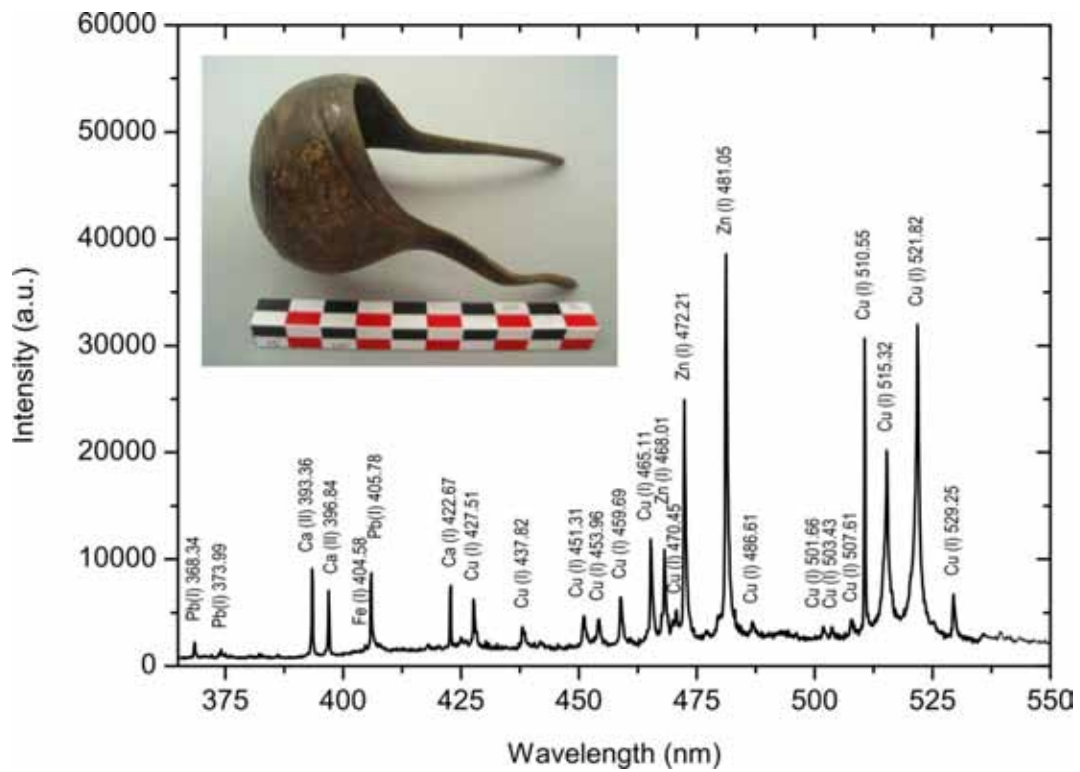 60000
50000
40000
30000
20000
10000
0
Intensity (a.u.)
Pb(I) 368.34
Pb(I) 373.99
Ca (II) 393.36
Ca (II) 396.84
Fe (I) 404.58
Pb(I) 405.78
Ca (I) 422.67
Cu (I) 427.51
Cu (I) 437.82
Cu (I) 451.31
Cu (I) 453.96
Cu (I) 459.69
Cu (I) 465.11
Zn (I) 468.01
Cu (I) 470.45
Zn (I) 472.21
Zn (I) 481.05
Cu (I) 486.61
Cu (I) 501.66
Cu (I) 503.43
Cu (I) 507.61
Cu (I) 510.55
Cu (I) 515.32
Cu (I) 521.82
Cu (I) 529.25
375 400 425 450 475 500 525 550
Wavelength (nm)